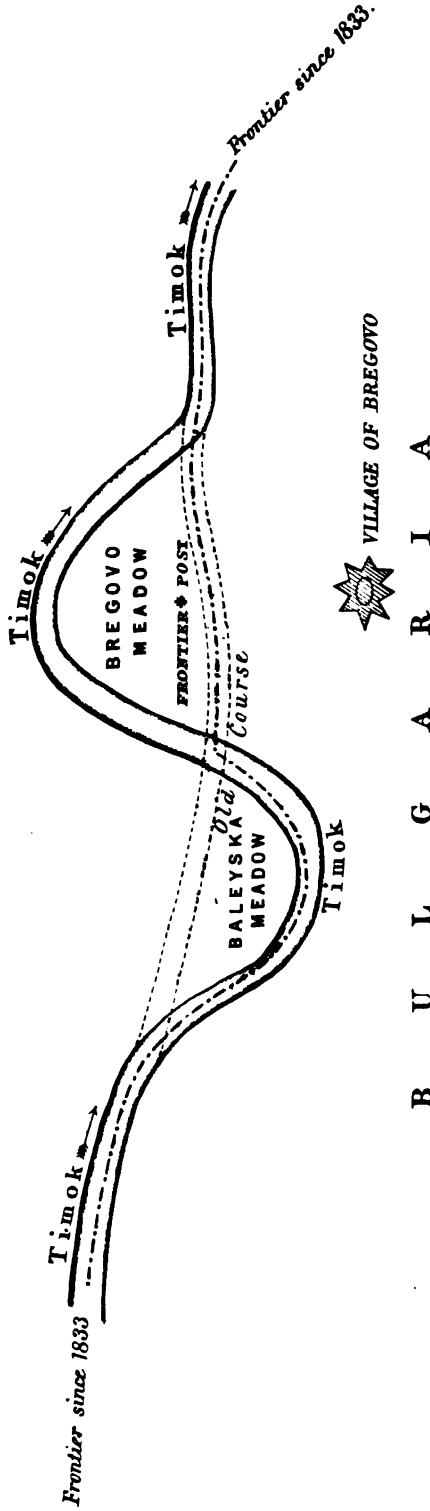 Frontier since 1833
Timok
BALEYSKA
MEADOW
Old Course
Timok
Timok
BREGOVO
MEADOW
FRONTIER POST
Timok
Frontier since 1833.
VILLAGE OF BREGOVO
BULGARIA